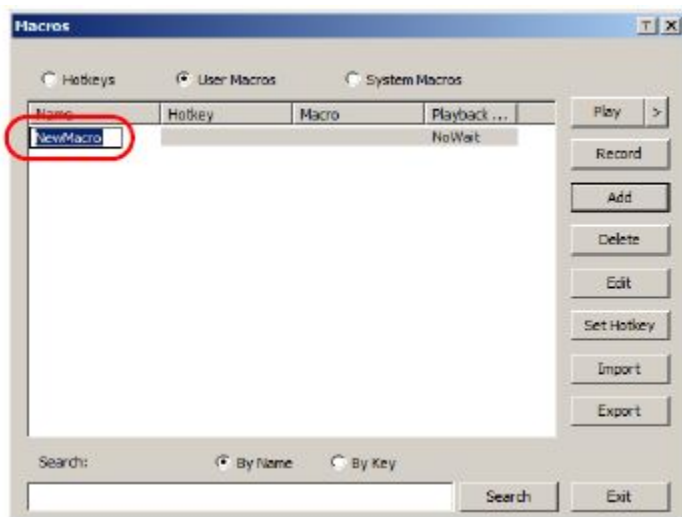 Macros T X
Hotkeys User Macros System Macros
Name Hotkey Macro Playback ... Play >
NewMacro NoWait
Record
Add
Delete
Edit
Set Hotkey
Import
Export
Search: By Name By Key
Search Exit